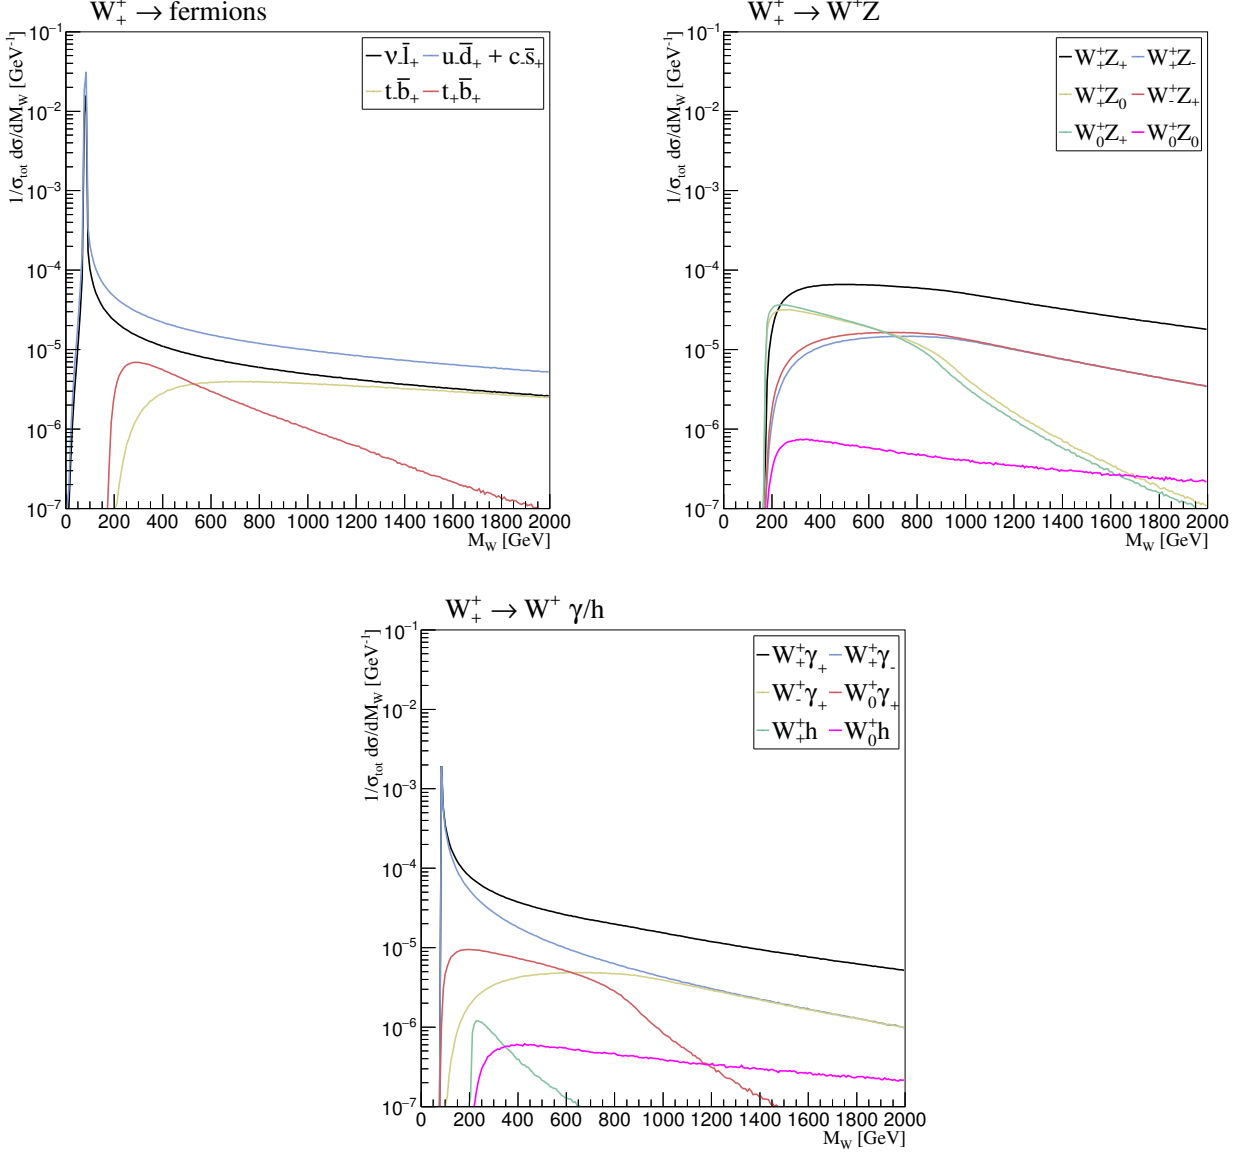 W₊⁺ → fermions
1/σ_tot dσ/dM_W [GeV⁻¹]
10⁻¹
10⁻²
10⁻³
10⁻⁴
10⁻⁵
10⁻⁶
10⁻⁷
ν₋l̄₊ u₋d̄₊ + c₋s̄₊
t₋b̄₊ t₊b̄₊
0 200 400 600 800 1000 1200 1400 1600 1800 2000
M_W [GeV]
W₊⁺ → W⁺Z
1/σ_tot dσ/dM_W [GeV⁻¹]
10⁻¹
10⁻²
10⁻³
10⁻⁴
10⁻⁵
10⁻⁶
10⁻⁷
W₊⁺Z₊ W₊⁺Z₋
W₊⁺Z₀ W₋⁺Z₊
W₀⁺Z₊ W₀⁺Z₀
0 200 400 600 800 1000 1200 1400 1600 1800 2000
M_W [GeV]
W₊⁺ → W⁺ γ/h
1/σ_tot dσ/dM_W [GeV⁻¹]
10⁻¹
10⁻²
10⁻³
10⁻⁴
10⁻⁵
10⁻⁶
10⁻⁷
W₊⁺γ₊ W₊⁺γ₋
W₋⁺γ₊ W₀⁺γ₊
W₊⁺h W₀⁺h
0 200 400 600 800 1000 1200 1400 1600 1800 2000
M_W [GeV]